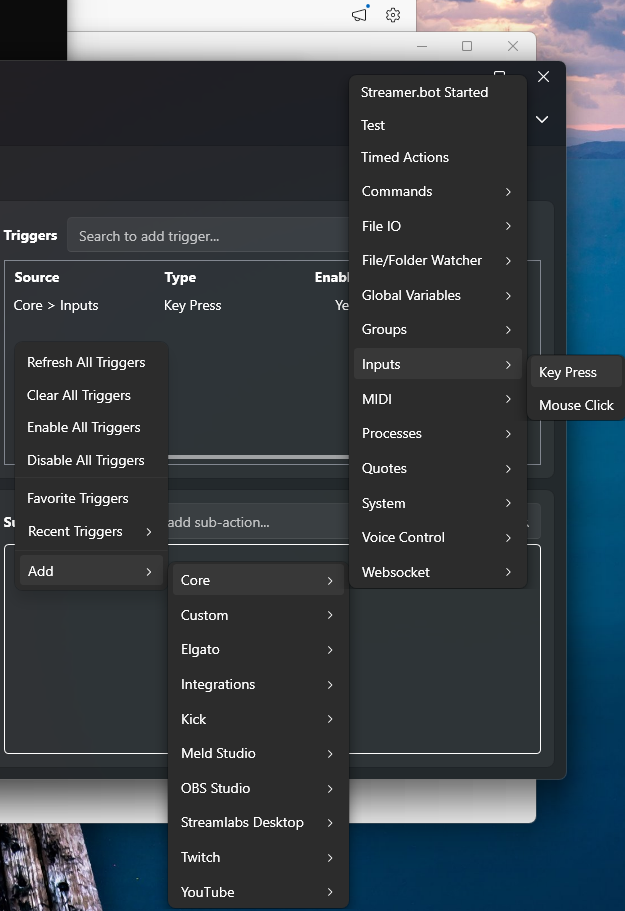 Streamer.bot Started
Test
Timed Actions
Commands
File IO
File/Folder Watcher
Global Variables
Groups
Inputs
MIDI
Processes
Quotes
System
Voice Control
Websocket
Key Press
Mouse Click
Triggers
Search to add trigger...
Source Type Enabl
Core > Inputs Key Press Ye
Refresh All Triggers
Clear All Triggers
Enable All Triggers
Disable All Triggers
Favorite Triggers
Recent Triggers
Add
Su add sub-action...
Core
Custom
Elgato
Integrations
Kick
Meld Studio
OBS Studio
Streamlabs Desktop
Twitch
YouTube